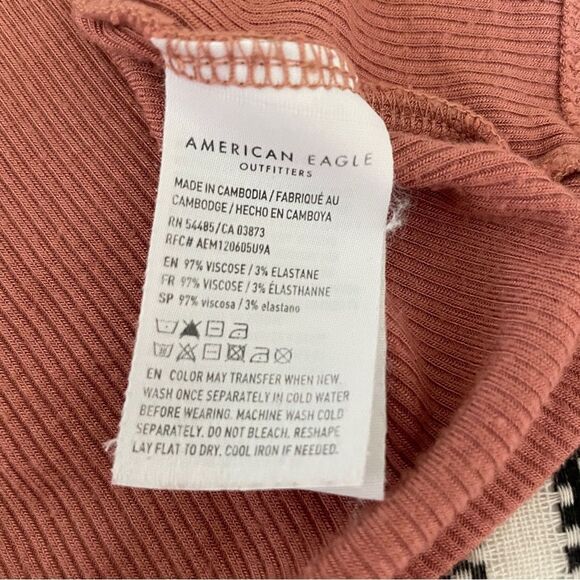 AMERICAN EAGLE
OUTFITTERS
MADE IN CAMBODIA / FABRIQUÉ AU
CAMBODGE / HECHO EN CAMBOYA
RN 54485/CA 03873
RFC# AEM120605U9A
EN 97% VISCOSE / 3% ELASTANE
FR 97% VISCOSE / 3% ÉLASTHANNE
SP 97% viscosa / 3% elastano
EN COLOR MAY TRANSFER WHEN NEW.
WASH ONCE SEPARATELY IN COLD WATER
BEFORE WEARING. MACHINE WASH COLD
SEPARATELY. DO NOT BLEACH. RESHAPE
LAY FLAT TO DRY. COOL IRON IF NEEDED.